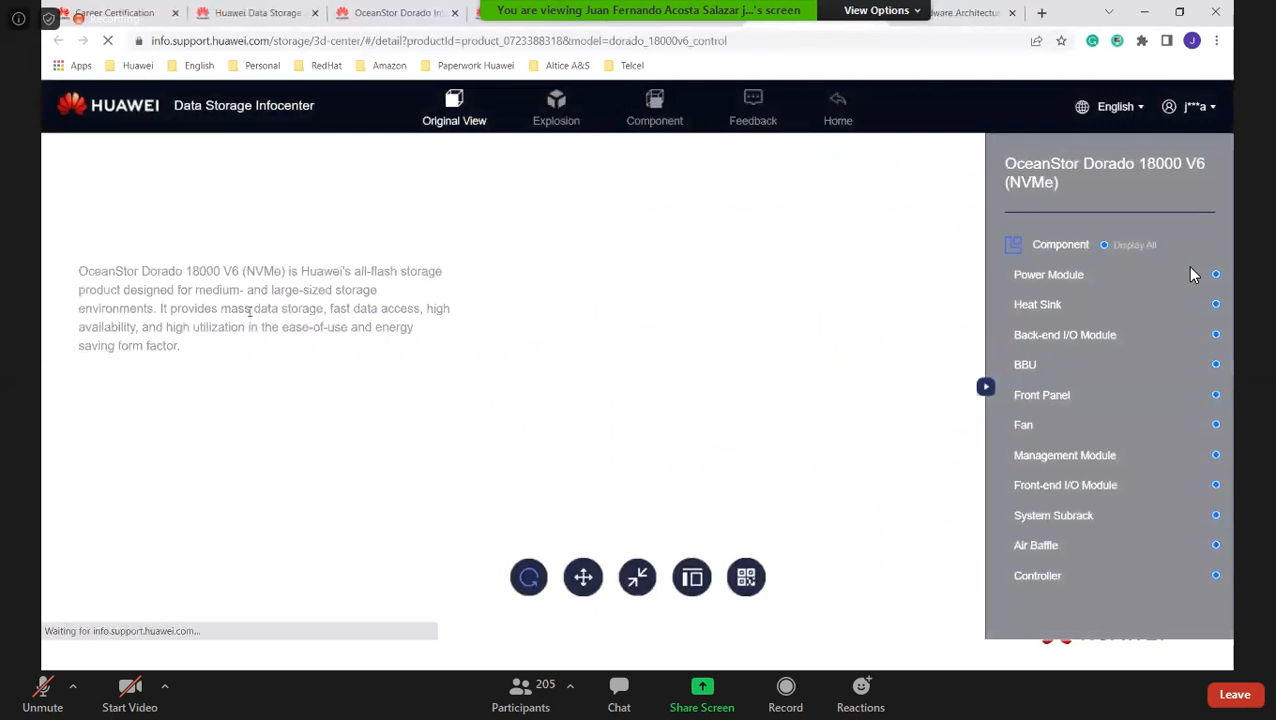 Recording
You are viewing Juan Fernando Acosta Salazar j...'s screen
View Options
Career Certification
Huawei Data Storage
OceanStor Dorado
info.support.huawei.com/storage/3d-center/#/detail?productId=product_0723388318&model=dorado_18000v6_control
J
Apps
Huawei
English
Personal
RedHat
Amazon
Paperwork Huawei
Altice A&S
Telcel
HUAWEI
Data Storage Infocenter
Original View
Explosion
Component
Feedback
Home
English
j***a
OceanStor Dorado 18000 V6
(NVMe)
Component
Display All
Power Module
Heat Sink
Back-end I/O Module
BBU
Front Panel
Fan
Management Module
Front-end I/O Module
System Subrack
Air Baffle
Controller
OceanStor Dorado 18000 V6 (NVMe) is Huawei's all-flash storage
product designed for medium- and large-sized storage
environments. It provides mass data storage, fast data access, high
availability, and high utilization in the ease-of-use and energy
saving form factor.
Waiting for info.support.huawei.com...
Unmute
Start Video
205
Participants
Chat
Share Screen
Record
Reactions
Leave